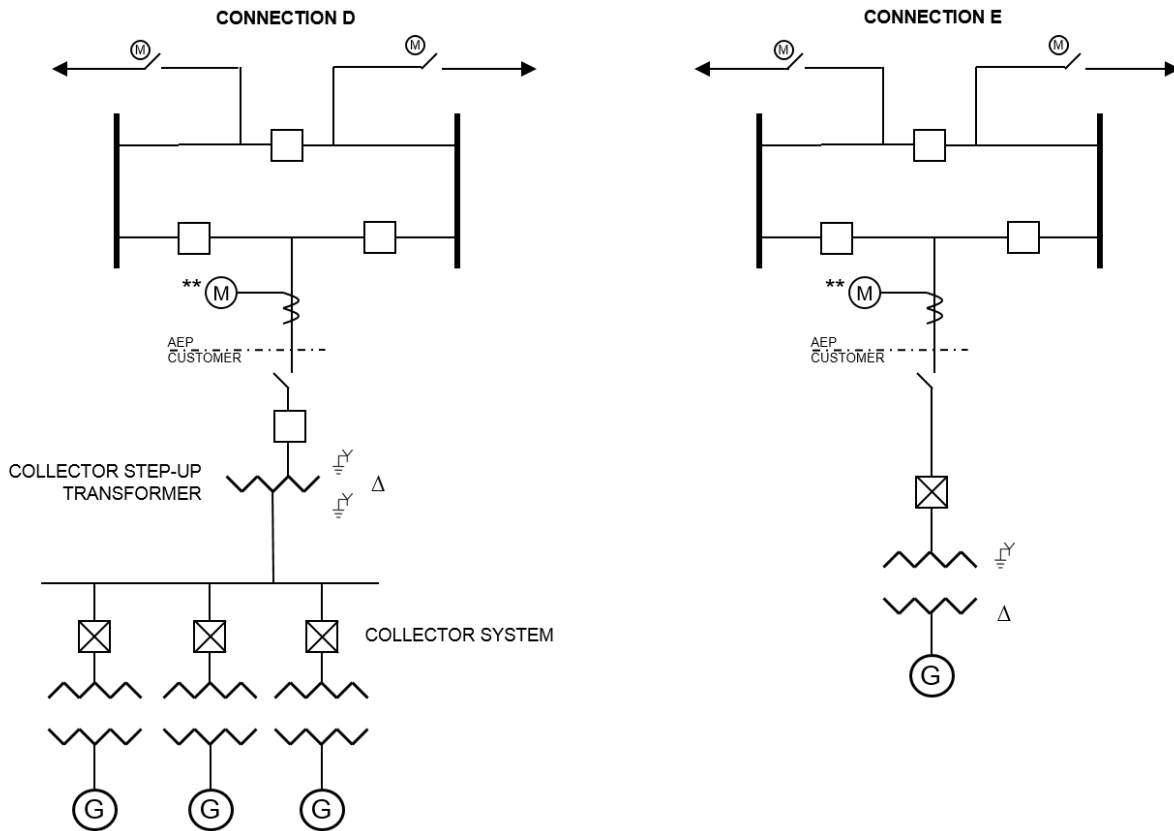 CONNECTION D
CONNECTION E
M
M
M
M
** M
** M
AEP
CUSTOMER
AEP
CUSTOMER
COLLECTOR STEP-UP
TRANSFORMER
Y
Δ
Y
Y
Δ
COLLECTOR SYSTEM
G
G
G
G